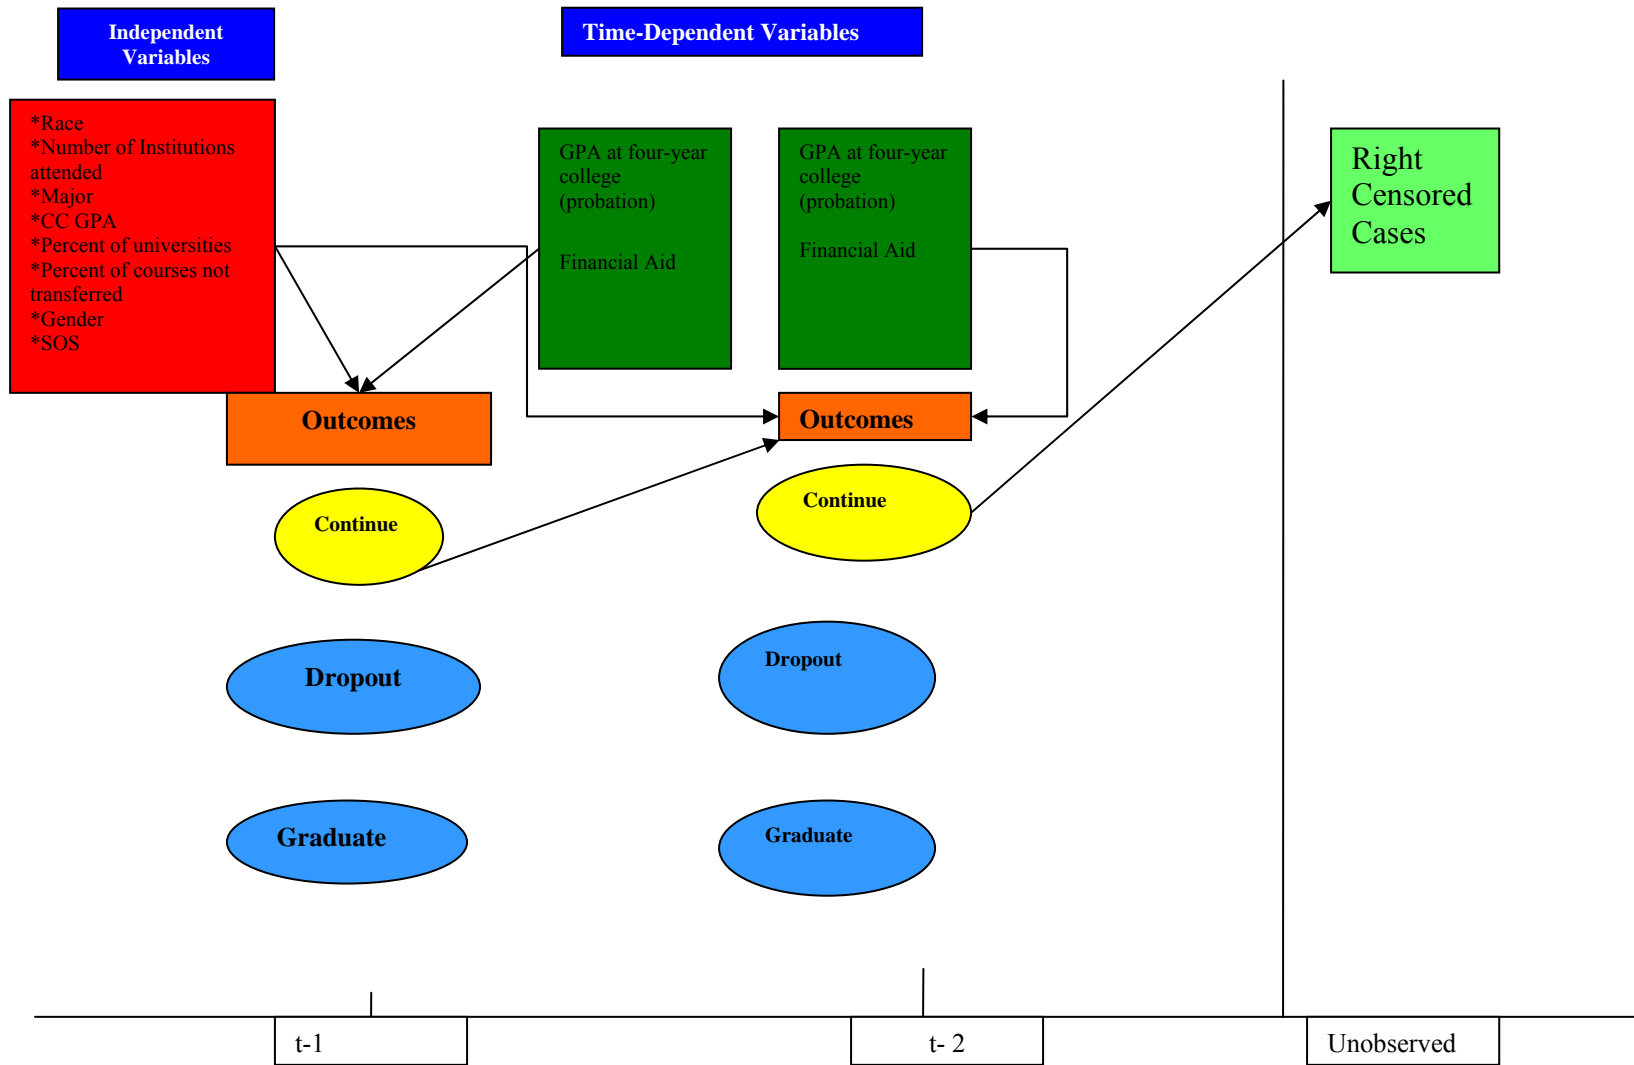 Independent
Variables
Time-Dependent Variables
*Race
*Number of Institutions
attended
*Major
*CC GPA
*Percent of universities
*Percent of courses not
transferred
*Gender
*SOS
GPA at four-year
college
(probation)
Financial Aid
GPA at four-year
college
(probation)
Financial Aid
Right
Censored
Cases
Outcomes
Outcomes
Continue
Continue
Dropout
Dropout
Graduate
Graduate
t-1
t- 2
Unobserved